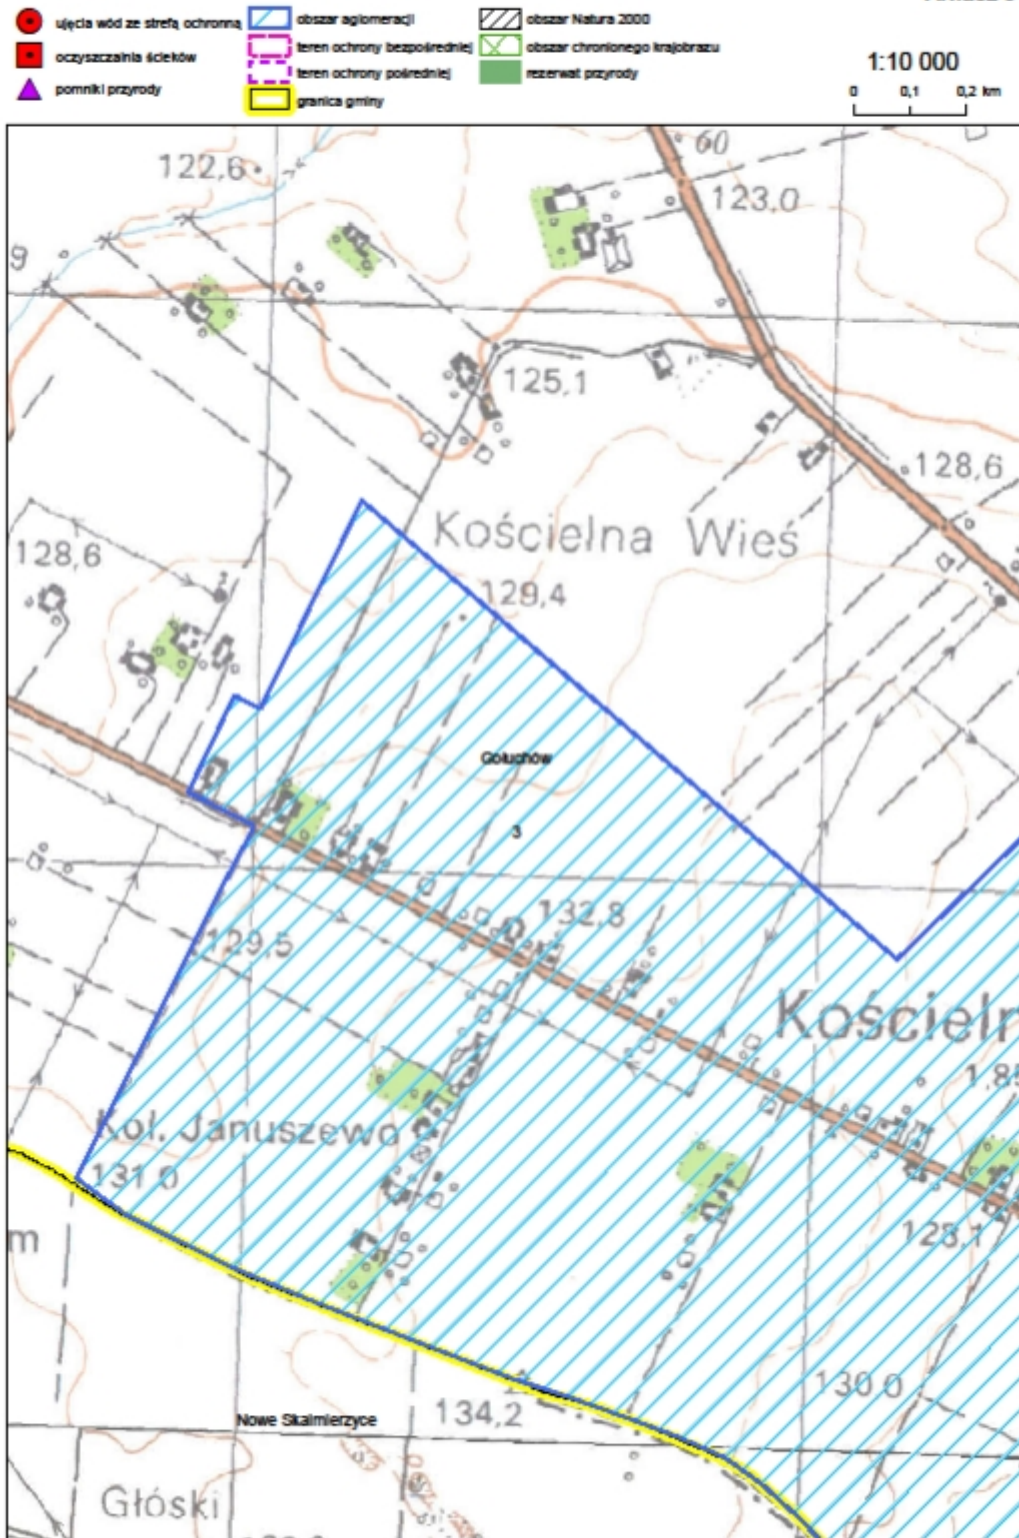 ujęcia wód ze strefą ochronną
oczyszczalnia ścieków
pomniki przyrody
obszar aglomeracji
teren ochrony bezpośredniej
teren ochrony pośredniej
granica gminy
obszar Natura 2000
obszar chronionego krajobrazu
rezerwat przyrody
1:10 000
0 0,1 0,2 km
60
122,6
123,0
9
125,1
128,6
Kościelna Wieś
128,6
129,4
Gołuchów
3
132,8
129,5
Kościeln
1,85
Kol. Januszewo
131,0
128,1
m
130,0
134,2
Nowe Skalmierzyce
Głóski